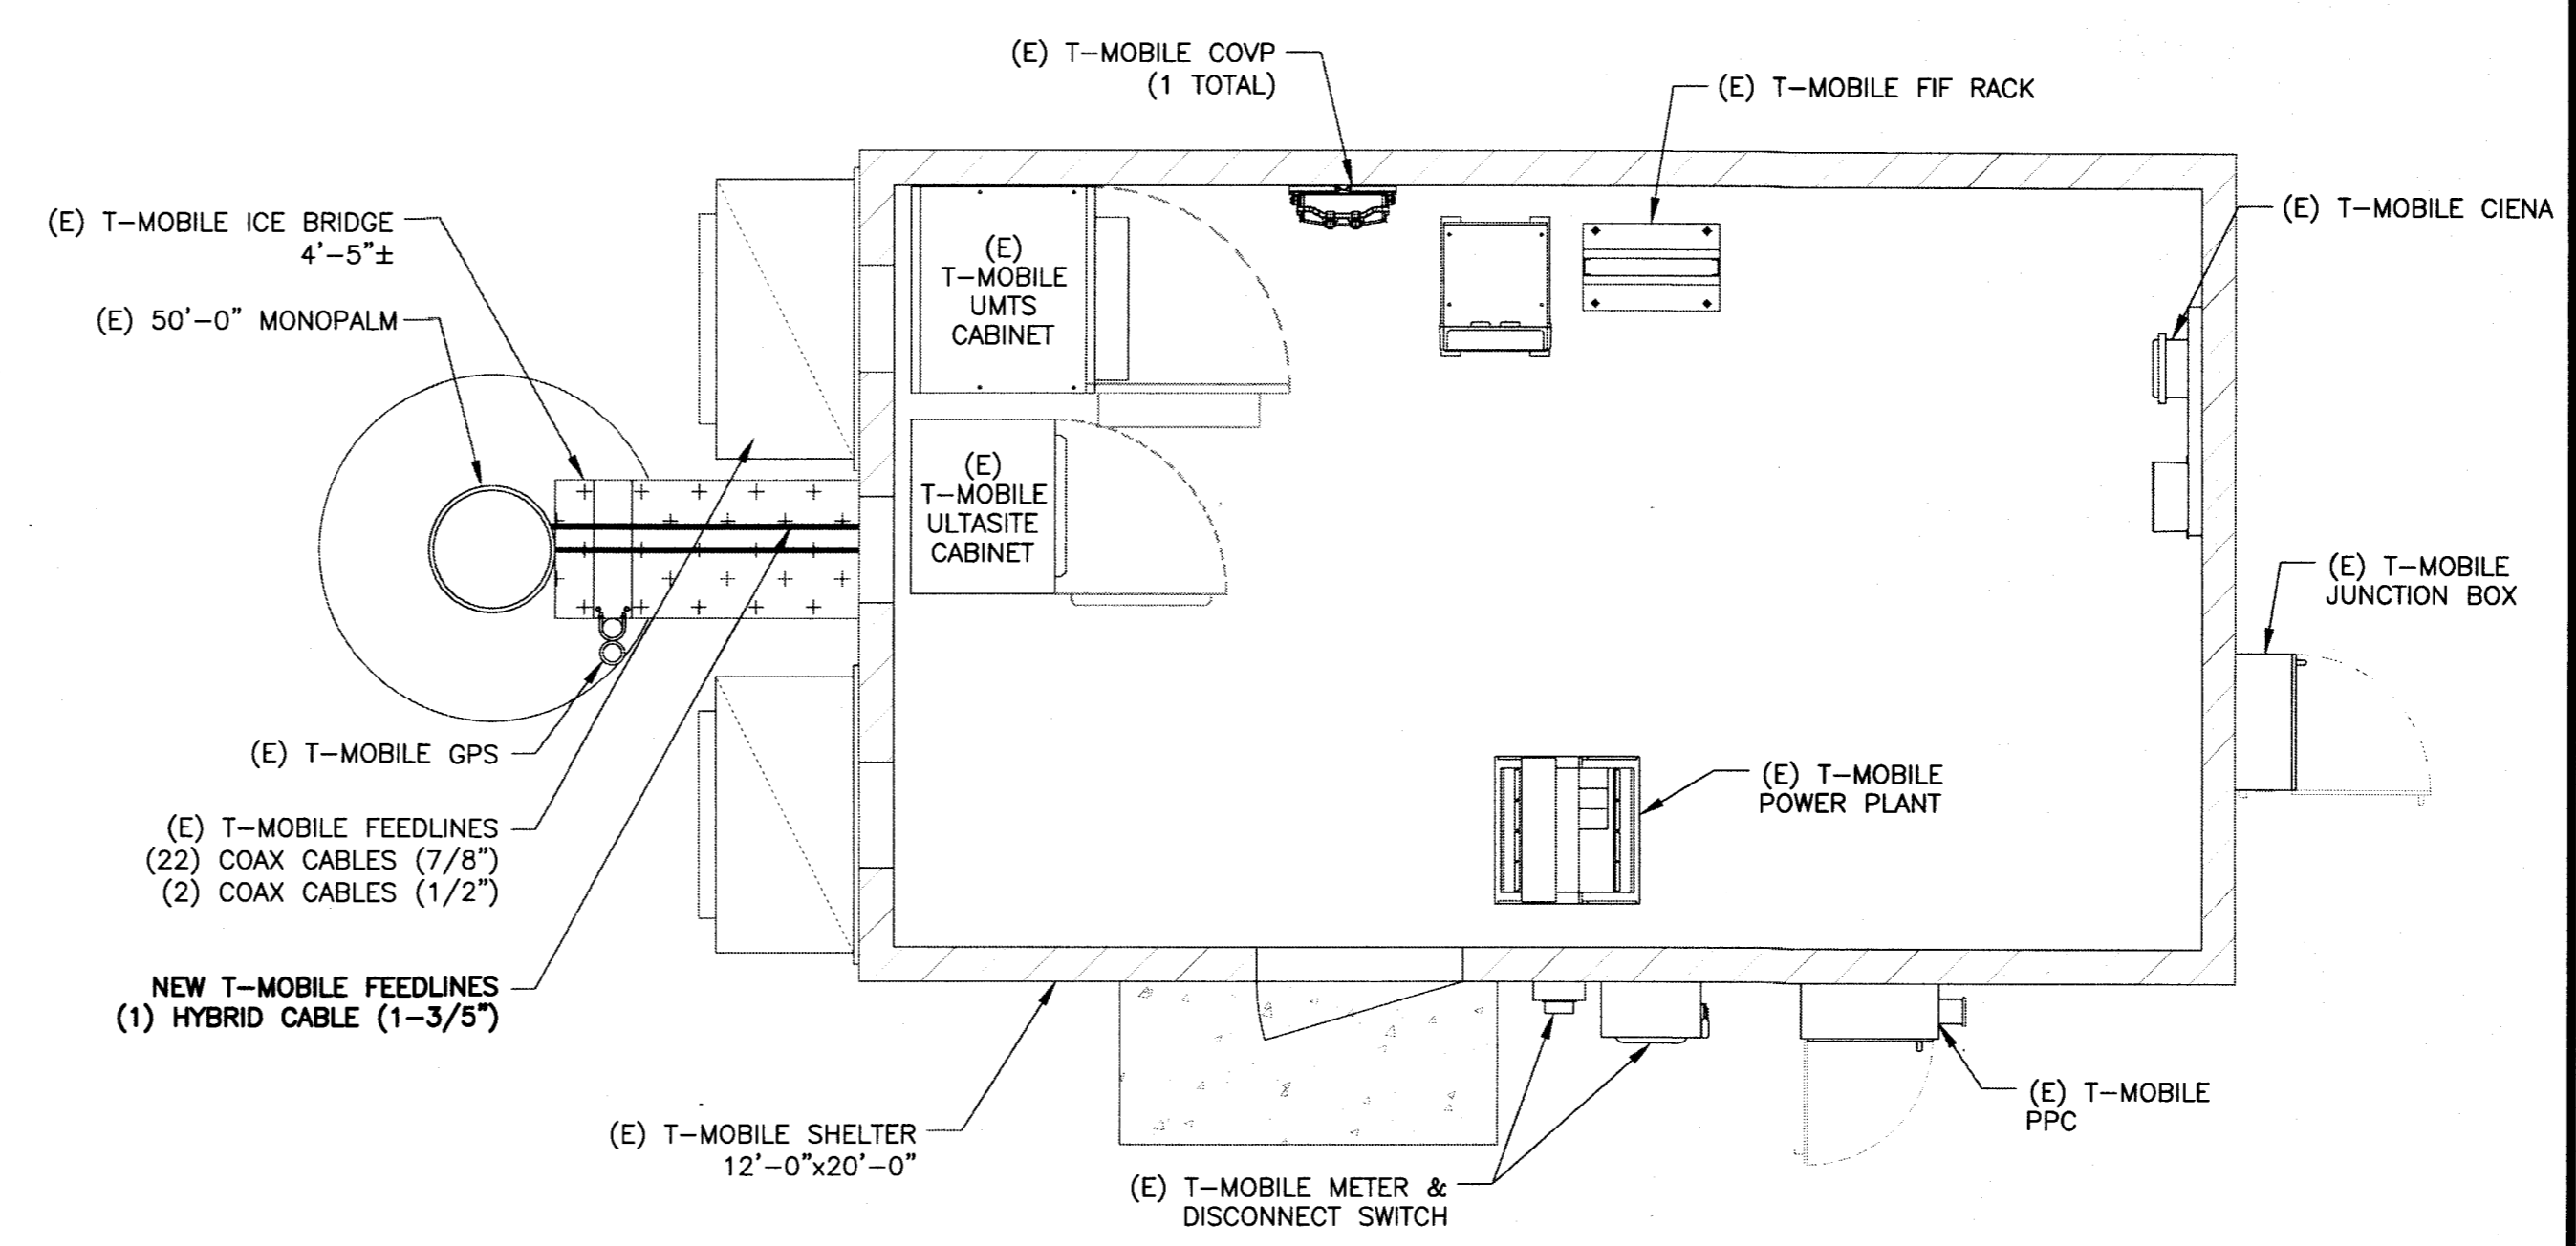 (E) T-MOBILE COVP
(1 TOTAL)
(E) T-MOBILE FIF RACK
(E) T-MOBILE ICE BRIDGE
4'-5"±
(E) T-MOBILE CIENA
(E)
T-MOBILE
UMTS
CABINET
(E) 50'-0" MONOPALM
(E)
T-MOBILE
ULTASITE
CABINET
(E) T-MOBILE
JUNCTION BOX
(E) T-MOBILE GPS
(E) T-MOBILE
POWER PLANT
(E) T-MOBILE FEEDLINES
(22) COAX CABLES (7/8")
(2) COAX CABLES (1/2")
NEW T-MOBILE FEEDLINES
(1) HYBRID CABLE (1-3/5")
(E) T-MOBILE
PPC
(E) T-MOBILE SHELTER
12'-0"x20'-0"
(E) T-MOBILE METER &
DISCONNECT SWITCH